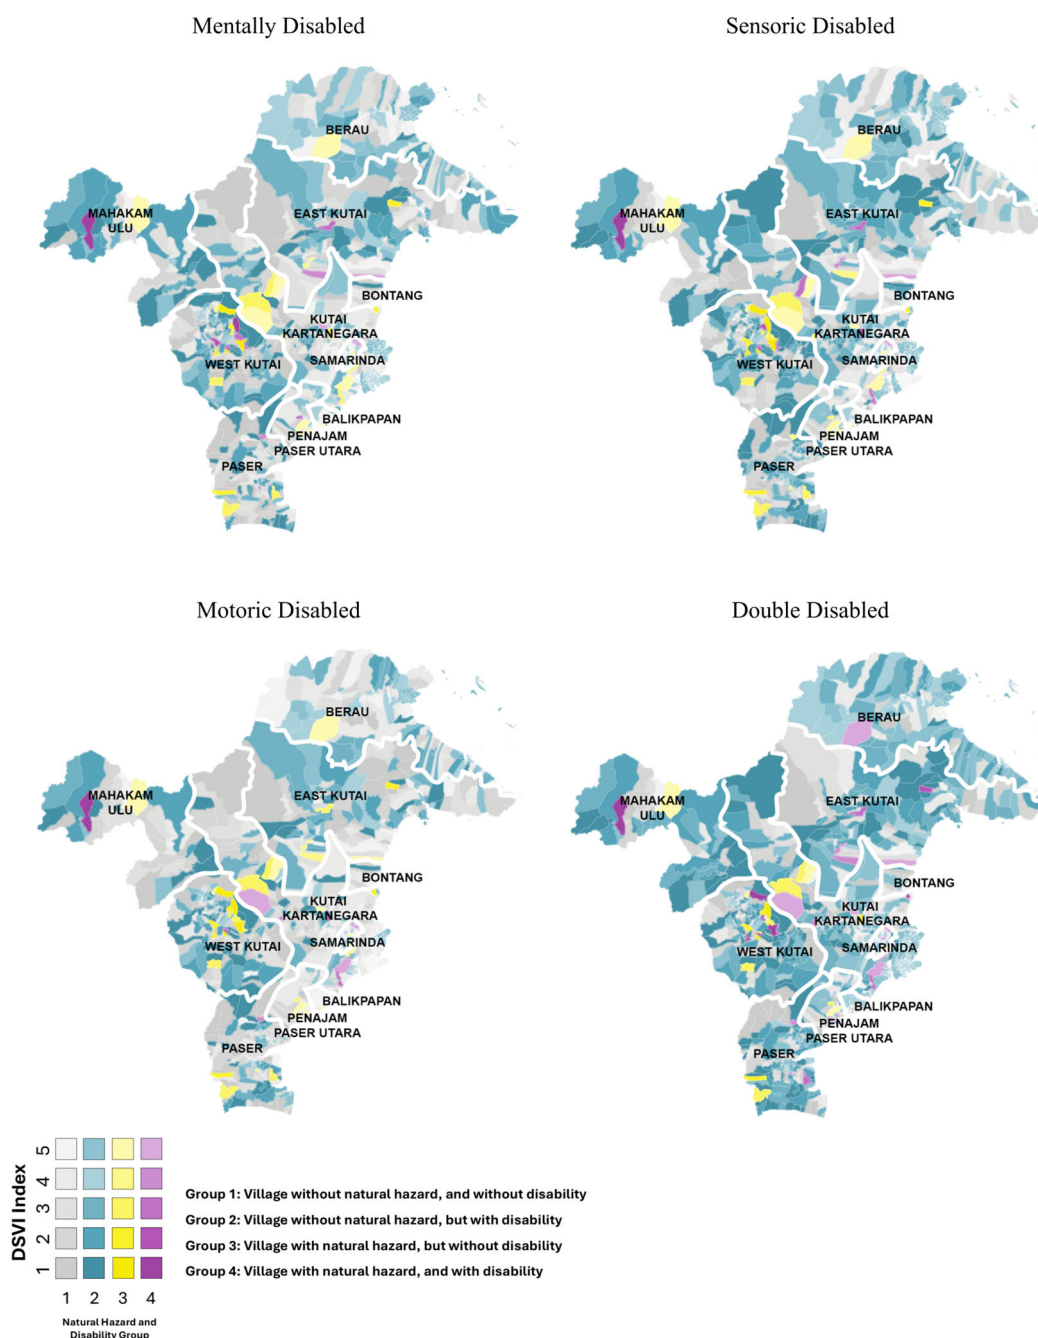 Mentally Disabled
Sensoric Disabled
BERAU
MAHAKAM
ULU
EAST KUTAI
BONTANG
KUTAI
KARTANEGARA
SAMARINDA
WEST KUTAI
BALIKPAPAN
PENAJAM
PASER UTARA
PASER
BERAU
MAHAKAM
ULU
EAST KUTAI
BONTANG
KUTAI
KARTANEGARA
SAMARINDA
WEST KUTAI
BALIKPAPAN
PENAJAM
PASER UTARA
PASER
Motoric Disabled
Double Disabled
BERAU
MAHAKAM
ULU
EAST KUTAI
BONTANG
KUTAI
KARTANEGARA
SAMARINDA
WEST KUTAI
BALIKPAPAN
PENAJAM
PASER UTARA
PASER
BERAU
MAHAKAM
ULU
EAST KUTAI
BONTANG
KUTAI
KARTANEGARA
SAMARINDA
WEST KUTAI
BALIKPAPAN
PENAJAM
PASER UTARA
PASER
DSVI Index
5
4
3
2
1
1 2 3 4
Natural Hazard and
Disability Group
Group 1: Village without natural hazard, and without disability
Group 2: Village without natural hazard, but with disability
Group 3: Village with natural hazard, but without disability
Group 4: Village with natural hazard, and with disability